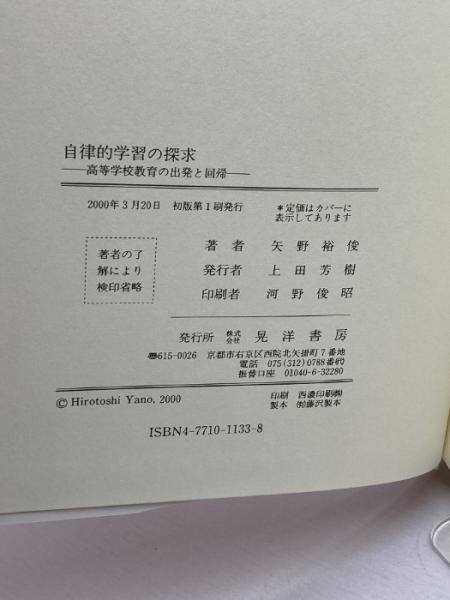 自律的学習の探求
──高等学校教育の出発と回帰──
2000年3月20日 初版第1刷発行
*定価はカバーに
表示してあります
著者の了
解により
検印省略
著者 矢野裕俊
発行者 上田芳樹
印刷者 河野俊昭
発行所 株式会社 晃洋書房
〠615-0026 京都市右京区西院北矢掛町7番地
電話 075(312)0788番㈹
振替口座 01040-6-32280
© Hirotoshi Yano, 2000
印刷 西濃印刷㈱
製本 ㈲藤沢製本
ISBN4-7710-1133-8